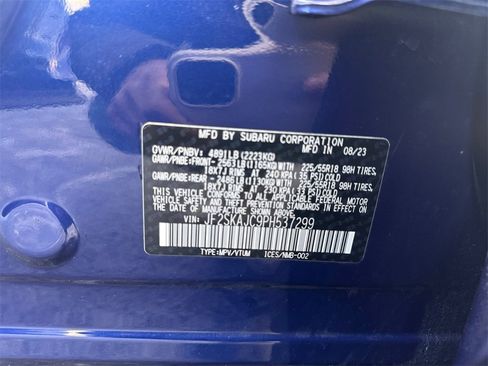 MFD BY SUBARU CORPORATION
GVWR/PNBV: 4891LB(2223KG) IN 08/23
GAWR/PNBE:FRONT- 2563LB(1165KG)WITH 225/55R18 98H TIRES,
18X7J RIMS AT 240 KPA(35 PSI)COLD
GAWR/PNBE:REAR- 2486LB(1130KG)WITH 225/55R18 98H TIRES,
18X7J RIMS AT 230 KPA(33 PSI)COLD
THIS VEHICLE CONFORMS TO ALL APPLICABLE FEDERAL MOTOR
VEHICLE SAFETY AND THEFT PREVENTION STANDARDS IN EFFECT
ON THE DATE OF MANUFACTURE SHOWN ABOVE.
VIN: JF2SKAJC9PH537299
TYPE:MPV/VTUM ICES/NMB-002